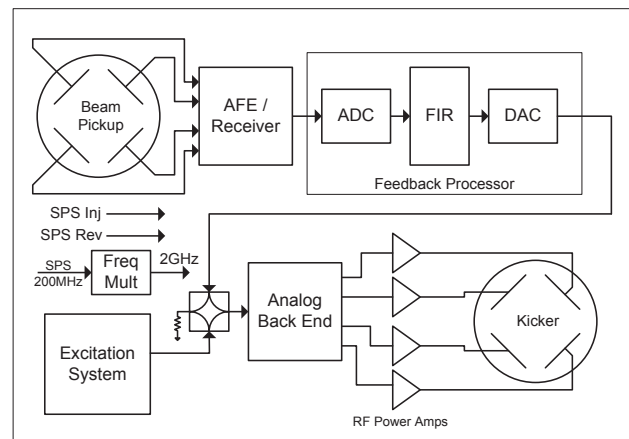 Beam
Pickup
AFE /
Receiver
ADC
FIR
DAC
Feedback Processor
SPS Inj
SPS Rev
SPS
200MHz
Freq
Mult
2GHz
Excitation
System
Analog
Back End
Kicker
RF Power Amps